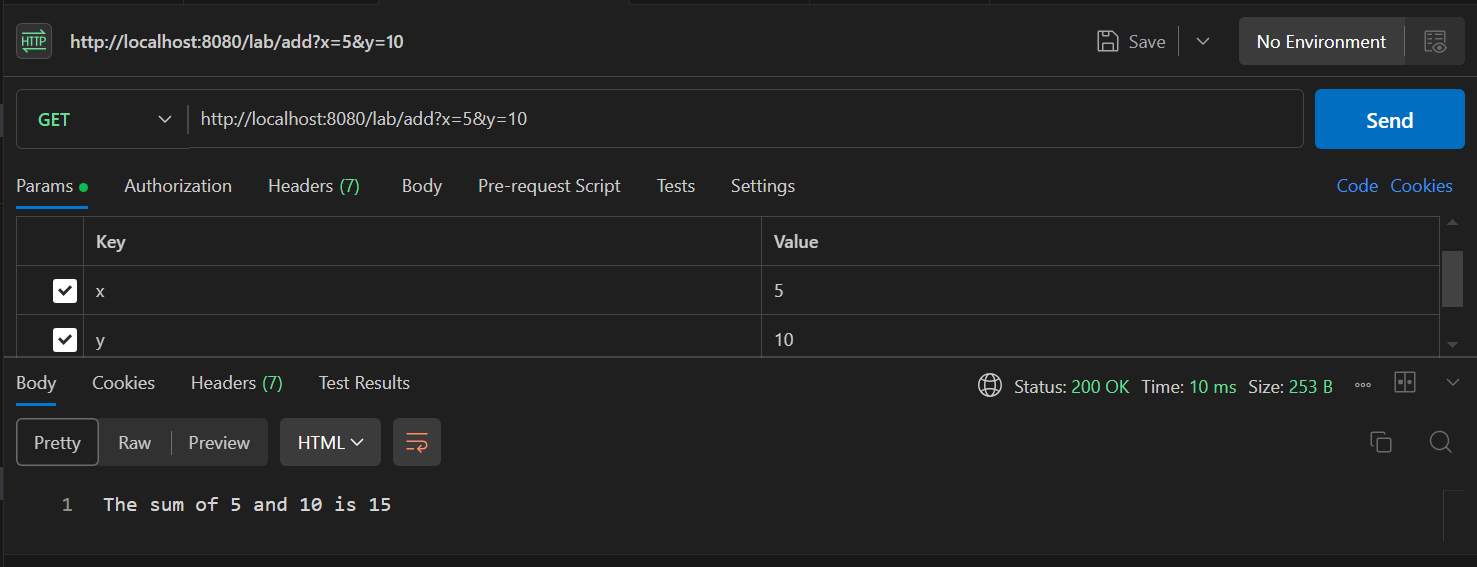 HTTP http://localhost:8080/lab/add?x=5&y=10 Save No Environment
GET http://localhost:8080/lab/add?x=5&y=10 Send
Params Authorization Headers (7) Body Pre-request Script Tests Settings Code Cookies
Key Value
x 5
y 10
Body Cookies Headers (7) Test Results Status: 200 OK Time: 10 ms Size: 253 B
Pretty Raw Preview HTML
1 The sum of 5 and 10 is 15